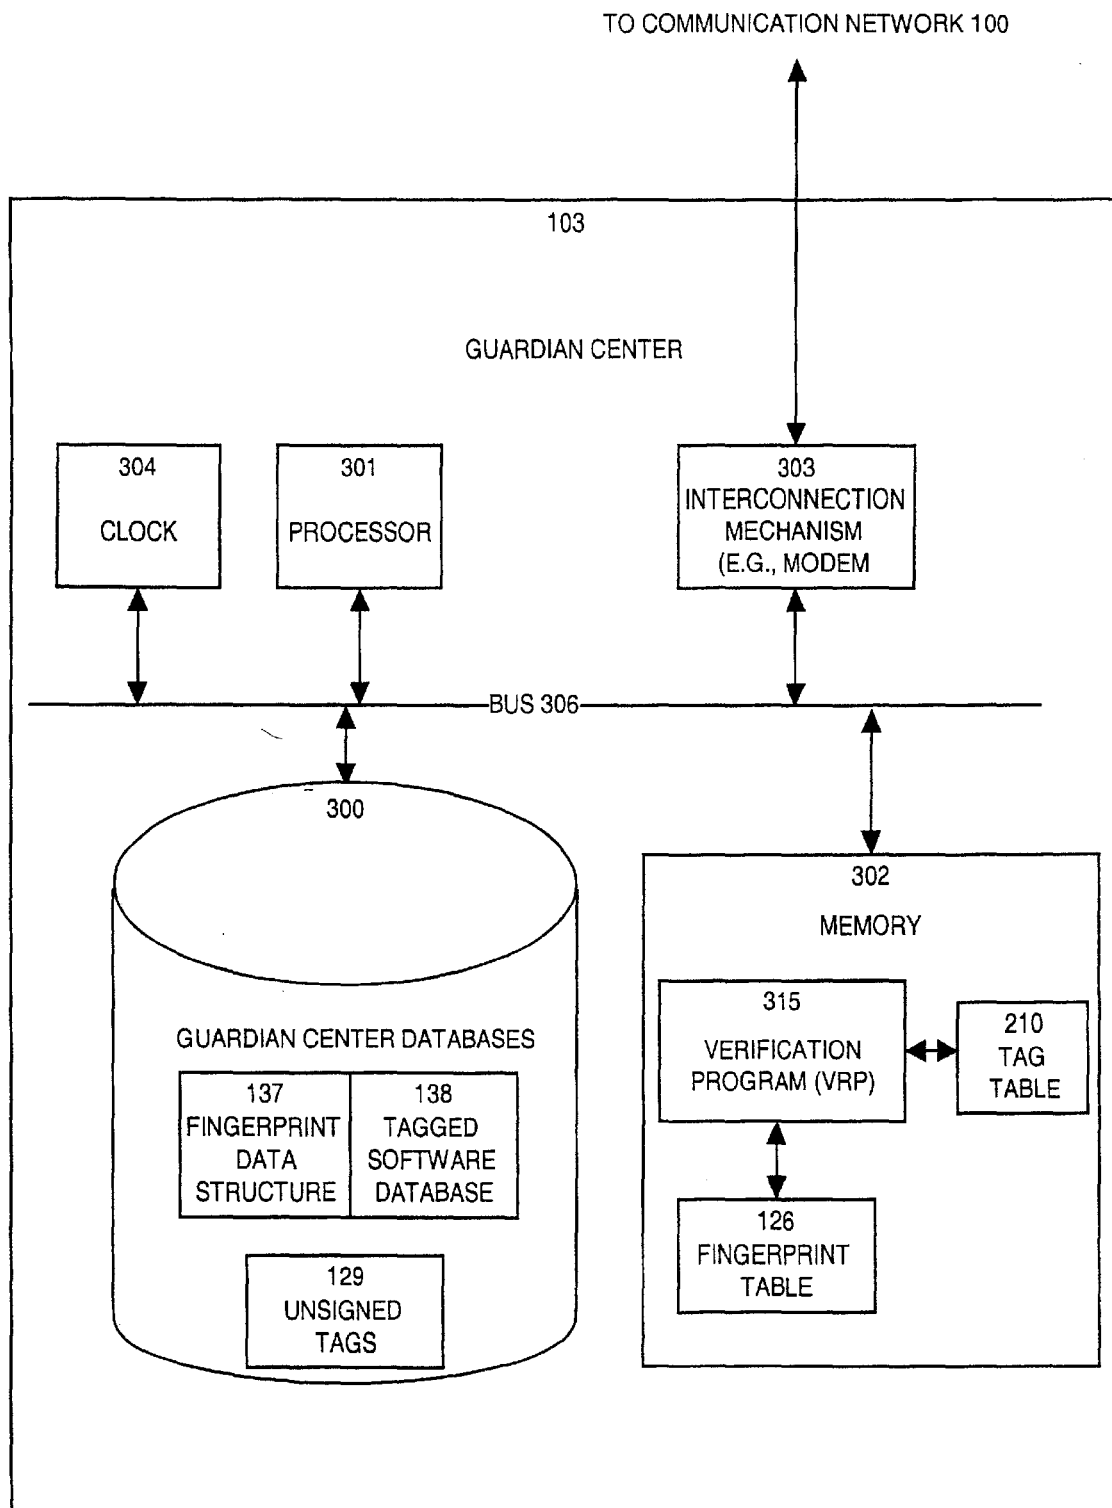 TO COMMUNICATION NETWORK 100
103
GUARDIAN CENTER
304
CLOCK
301
PROCESSOR
303
INTERCONNECTION
MECHANISM
(E.G., MODEM
BUS 306
300
GUARDIAN CENTER DATABASES
137
FINGERPRINT
DATA
STRUCTURE
138
TAGGED
SOFTWARE
DATABASE
129
UNSIGNED
TAGS
302
MEMORY
315
VERIFICATION
PROGRAM (VRP)
210
TAG
TABLE
126
FINGERPRINT
TABLE